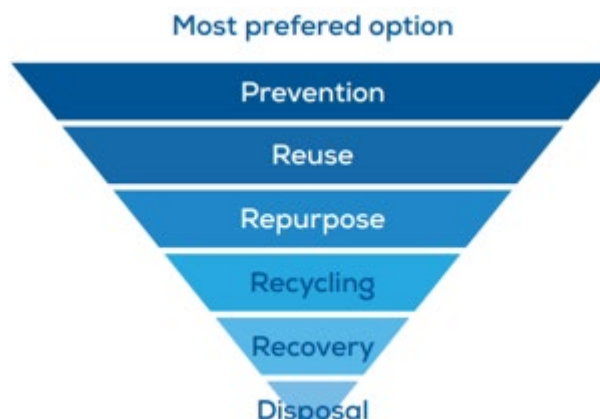 Most prefered option
Prevention
Reuse
Repurpose
Recycling
Recovery
Disposal